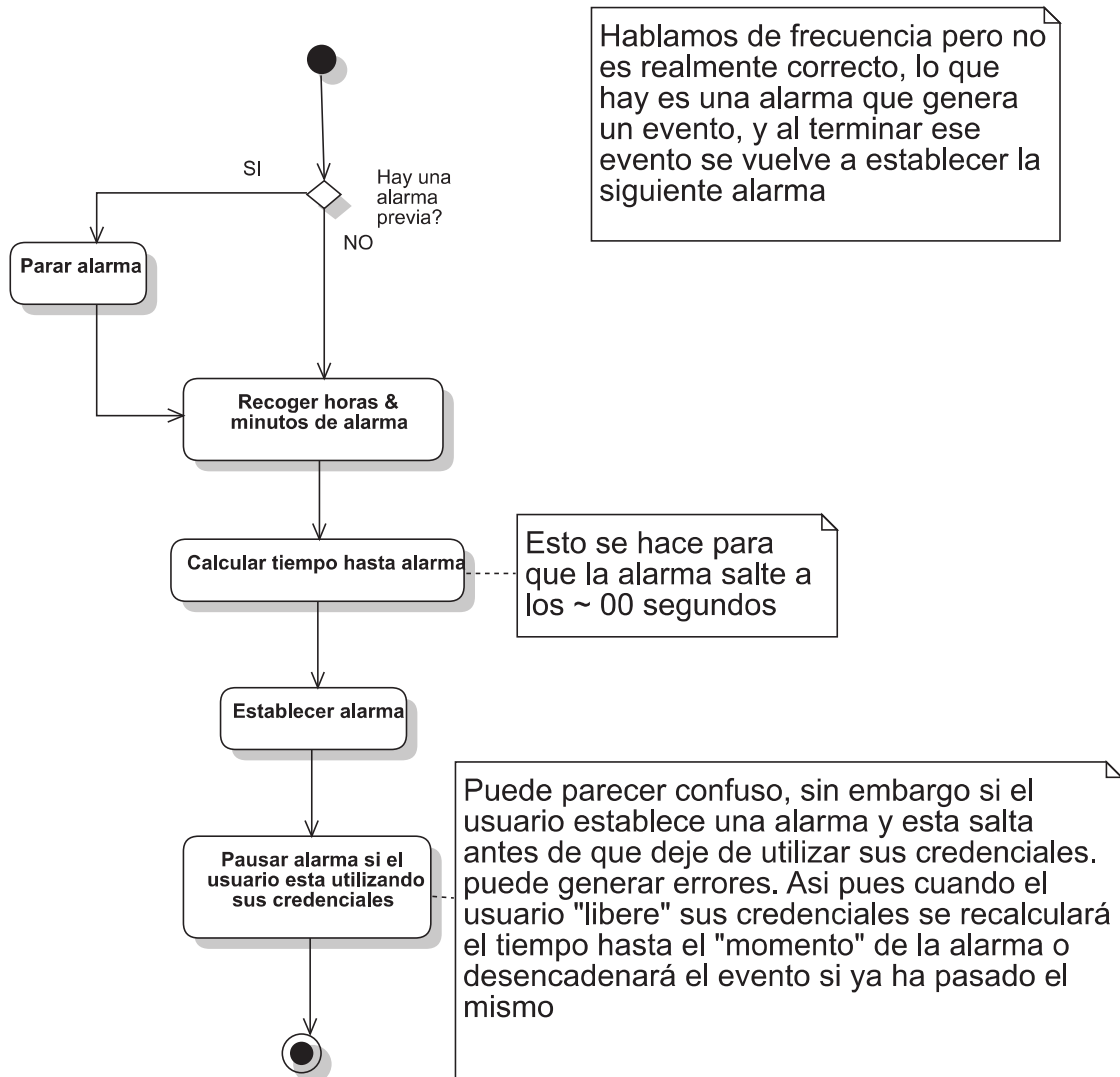 Hablamos de frecuencia pero no
es realmente correcto, lo que
hay es una alarma que genera
un evento, y al terminar ese
evento se vuelve a establecer la
siguiente alarma
SI
Hay una
alarma
previa?
NO
Parar alarma
Recoger horas &
minutos de alarma
Calcular tiempo hasta alarma
Esto se hace para
que la alarma salte a
los ~ 00 segundos
Establecer alarma
Pausar alarma si el
usuario esta utilizando
sus credenciales
Puede parecer confuso, sin embargo si el
usuario establece una alarma y esta salta
antes de que deje de utilizar sus credenciales.
puede generar errores. Asi pues cuando el
usuario "libere" sus credenciales se recalculará
el tiempo hasta el "momento" de la alarma o
desencadenará el evento si ya ha pasado el
mismo